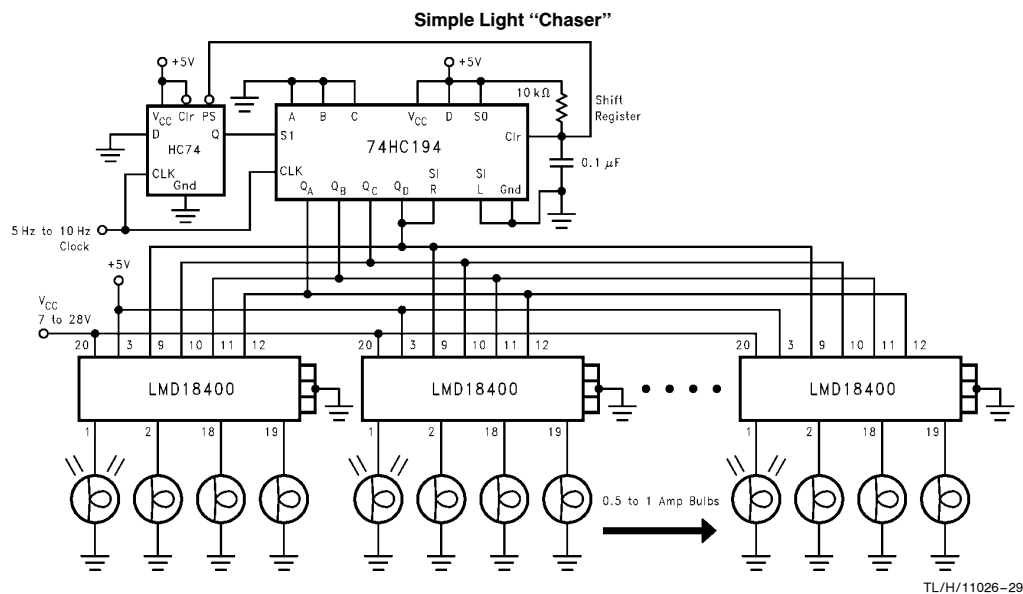 Simple Light “Chaser”
+5V
+5V
10 kΩ
Shift
Register
VCC Clr PS
D Q
HC74
CLK
Gnd
A B C VCC D S0
S1 Clr
74HC194
CLK
QA QB QC QD SI R SI L Gnd
0.1 μF
5 Hz to 10 Hz
Clock
+5V
VCC
7 to 28V
20 3 9 10 11 12
20 3 9 10 11 12
20 3 9 10 11 12
LMD18400
LMD18400
LMD18400
1 2 18 19
1 2 18 19
1 2 18 19
0.5 to 1 Amp Bulbs
TL/H/11026–29